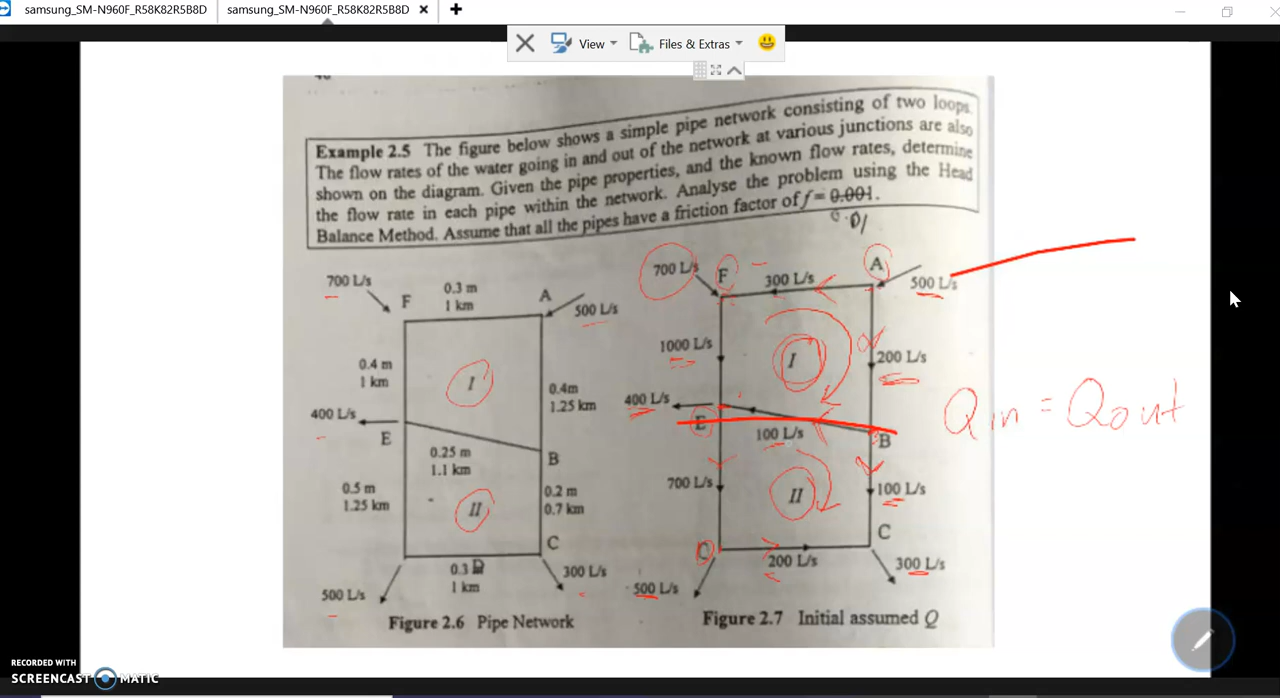 samsung_SM-N960F_R58K82R5B8D
samsung_SM-N960F_R58K82R5B8D
View
Files & Extras
Example 2.5 The figure below shows a simple pipe network consisting of two loops.
The flow rates of the water going in and out of the network at various junctions are also
shown on the diagram. Given the pipe properties, and the known flow rates, determine
the flow rate in each pipe within the network. Analyse the problem using the Head
Balance Method. Assume that all the pipes have a friction factor of f = 0.001.
0.01
700 L/s
F
0.3 m
1 km
A
500 L/s
0.4 m
1 km
I
0.4m
1.25 km
400 L/s
E
0.25 m
1.1 km
B
0.5 m
1.25 km
II
0.2 m
0.7 km
C
0.3
1 km
500 L/s
300 L/s
Figure 2.6 Pipe Network
700 L/s
F
300 L/s
A
500 L/s
1000 L/s
I
200 L/s
400 L/s
E
100 L/s
B
Qin = Qout
700 L/s
II
100 L/s
C
200 L/s
300 L/s
500 L/s
Figure 2.7 Initial assumed Q
RECORDED WITH
SCREENCAST MATIC